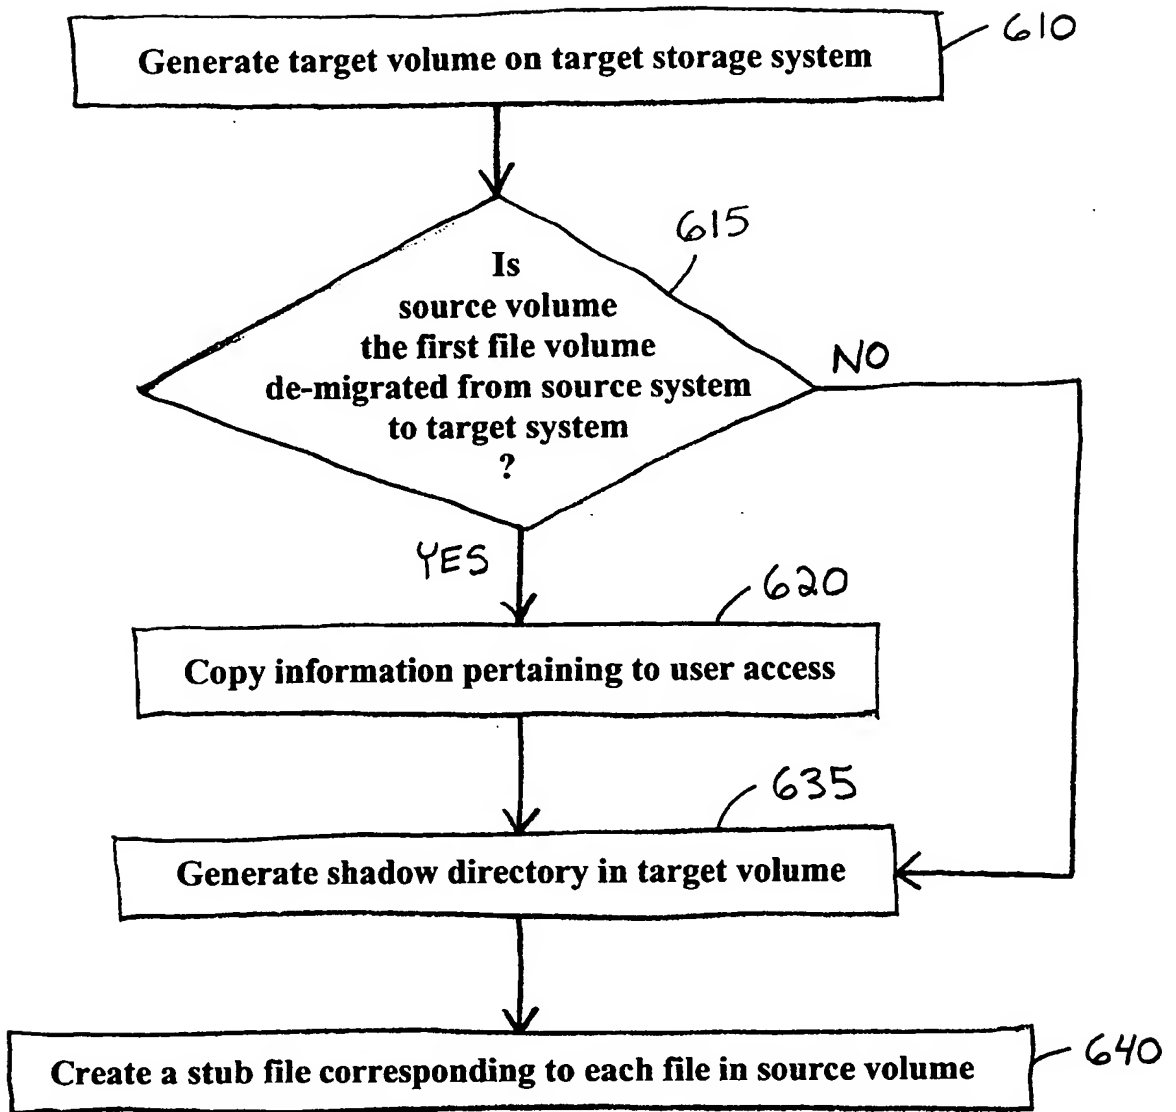 Generate target volume on target storage system
610
Is
source volume
the first file volume
de-migrated from source system
to target system
?
615
NO
YES
620
Copy information pertaining to user access
635
Generate shadow directory in target volume
Create a stub file corresponding to each file in source volume
640